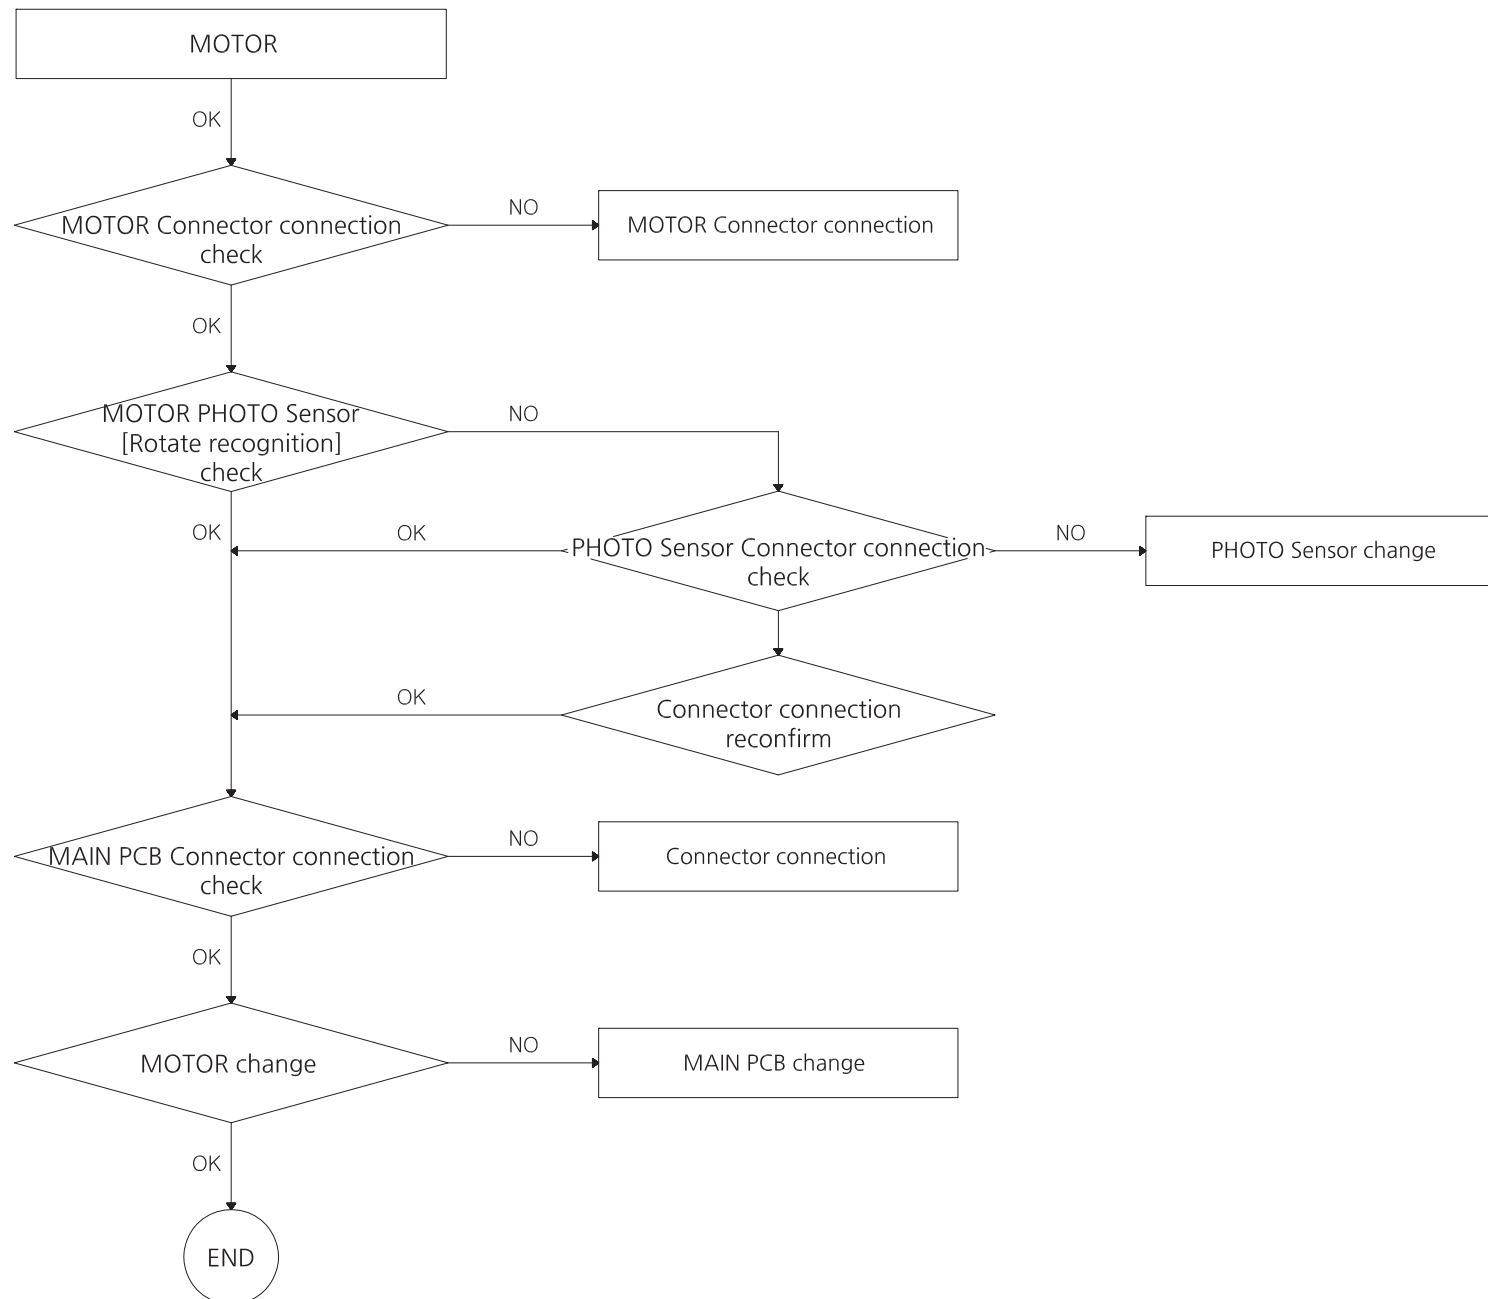 MOTOR
OK
MOTOR Connector connection
check
NO
MOTOR Connector connection
OK
MOTOR PHOTO Sensor
[Rotate recognition]
check
NO
OK
OK
PHOTO Sensor Connector connection
check
NO
PHOTO Sensor change
OK
Connector connection
reconfirm
MAIN PCB Connector connection
check
NO
Connector connection
OK
MOTOR change
NO
MAIN PCB change
OK
END